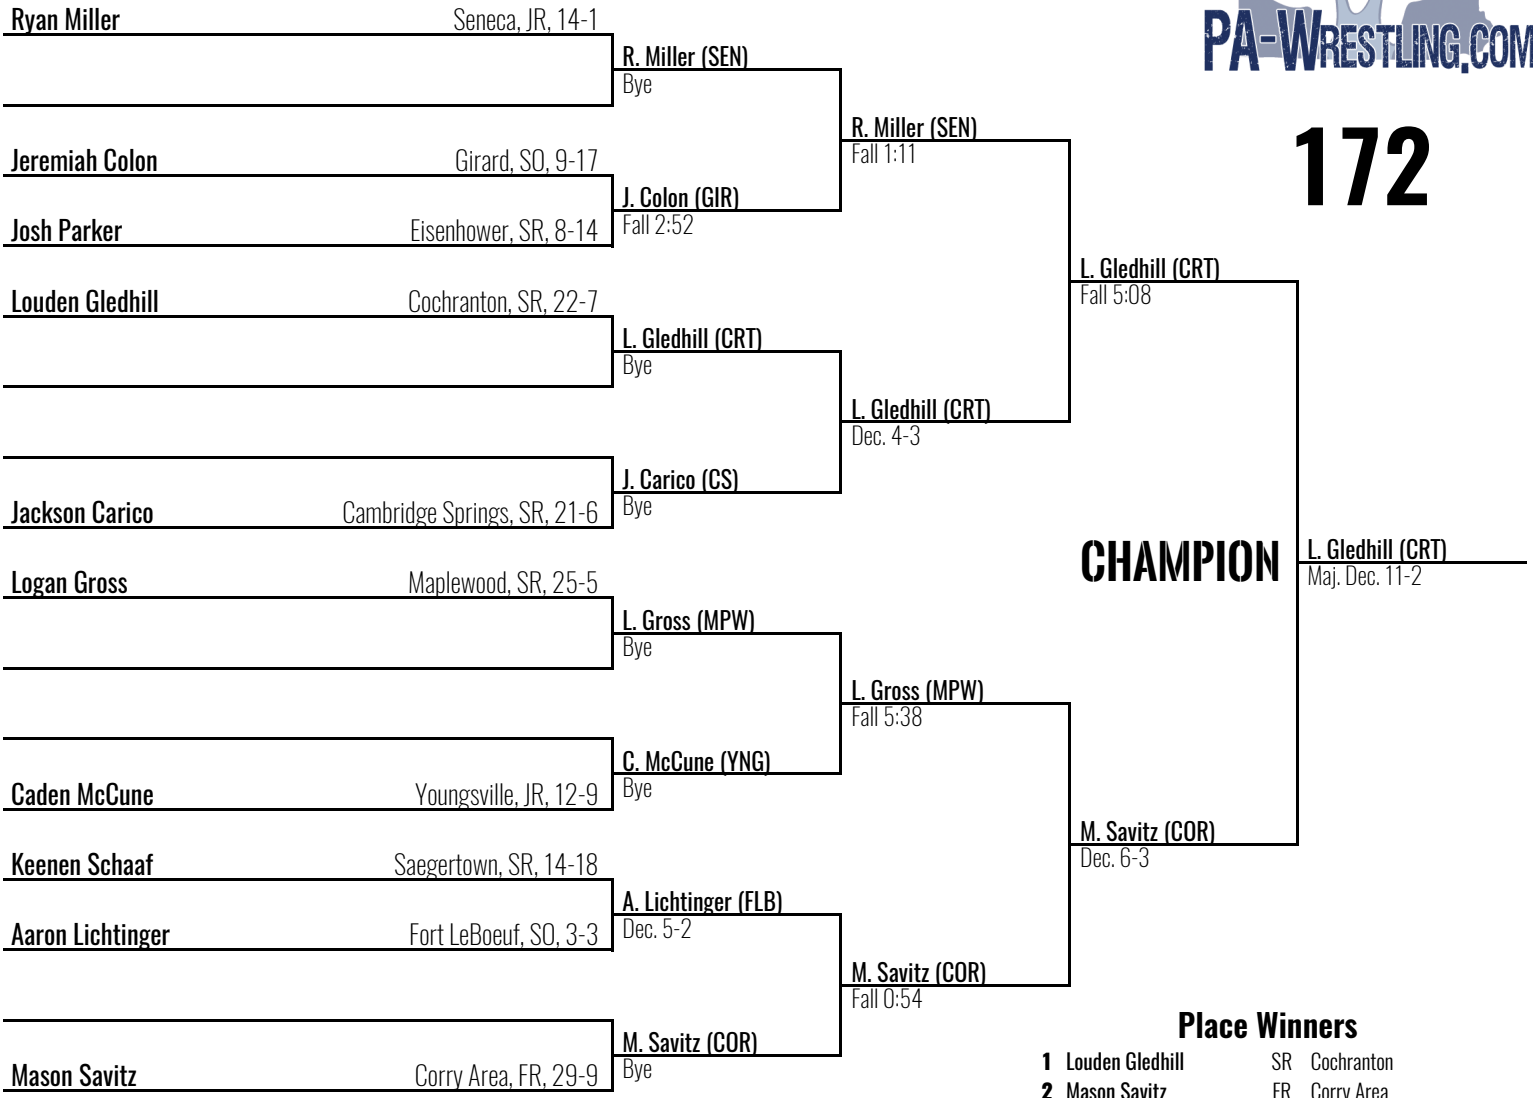 PA-WRESTLING.COM
172
Ryan Miller Seneca, JR, 14-1
R. Miller (SEN)
Bye
R. Miller (SEN)
Fall 1:11
Jeremiah Colon Girard, SO, 9-17
J. Colon (GIR)
Fall 2:52
Josh Parker Eisenhower, SR, 8-14
L. Gledhill (CRT)
Fall 5:08
Louden Gledhill Cochranton, SR, 22-7
L. Gledhill (CRT)
Bye
L. Gledhill (CRT)
Dec. 4-3
J. Carico (CS)
Bye
Jackson Carico Cambridge Springs, SR, 21-6
CHAMPION
L. Gledhill (CRT)
Maj. Dec. 11-2
Logan Gross Maplewood, SR, 25-5
L. Gross (MPW)
Bye
L. Gross (MPW)
Fall 5:38
C. McCune (YNG)
Bye
Caden McCune Youngsville, JR, 12-9
M. Savitz (COR)
Dec. 6-3
Keenen Schaaf Saegertown, SR, 14-18
A. Lichtinger (FLB)
Dec. 5-2
Aaron Lichtinger Fort LeBoeuf, SO, 3-3
M. Savitz (COR)
Fall 0:54
M. Savitz (COR)
Bye
Mason Savitz Corry Area, FR, 29-9
Place Winners
1 Louden Gledhill SR Cochranton
2 Mason Savitz FR Corry Area